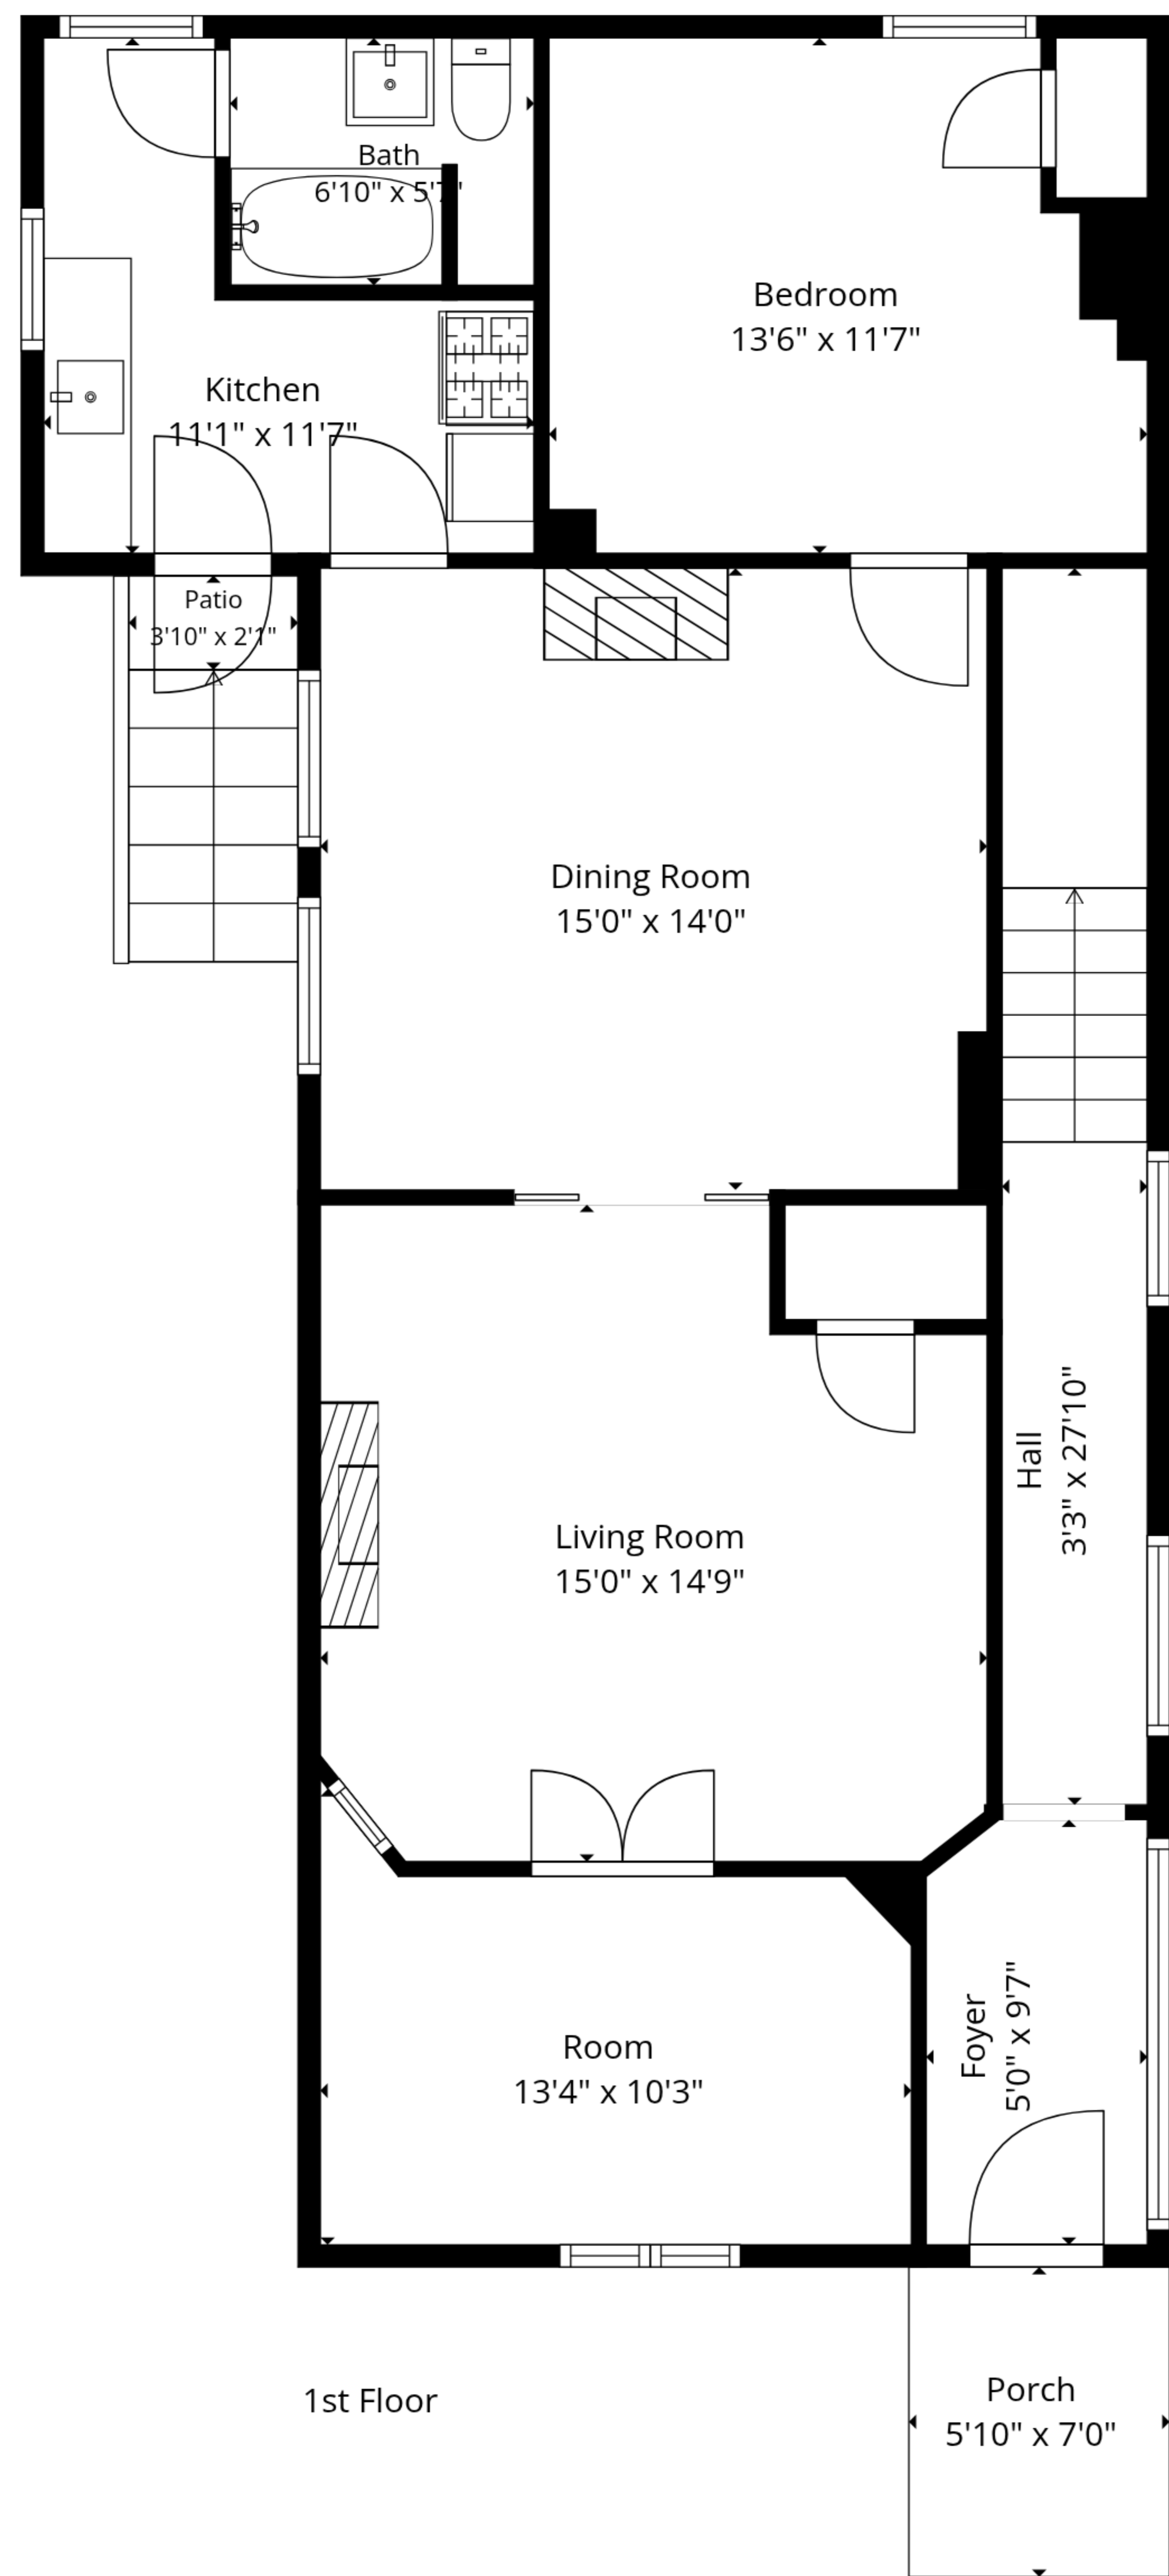 Bath
6'10" x 5'7"
Bedroom
13'6" x 11'7"
Kitchen
11'1" x 11'7"
Patio
3'10" x 2'1"
Dining Room
15'0" x 14'0"
Hall
3'3" x 27'10"
Living Room
15'0" x 14'9"
Foyer
5'0" x 9'7"
Room
13'4" x 10'3"
Porch
5'10" x 7'0"
1st Floor